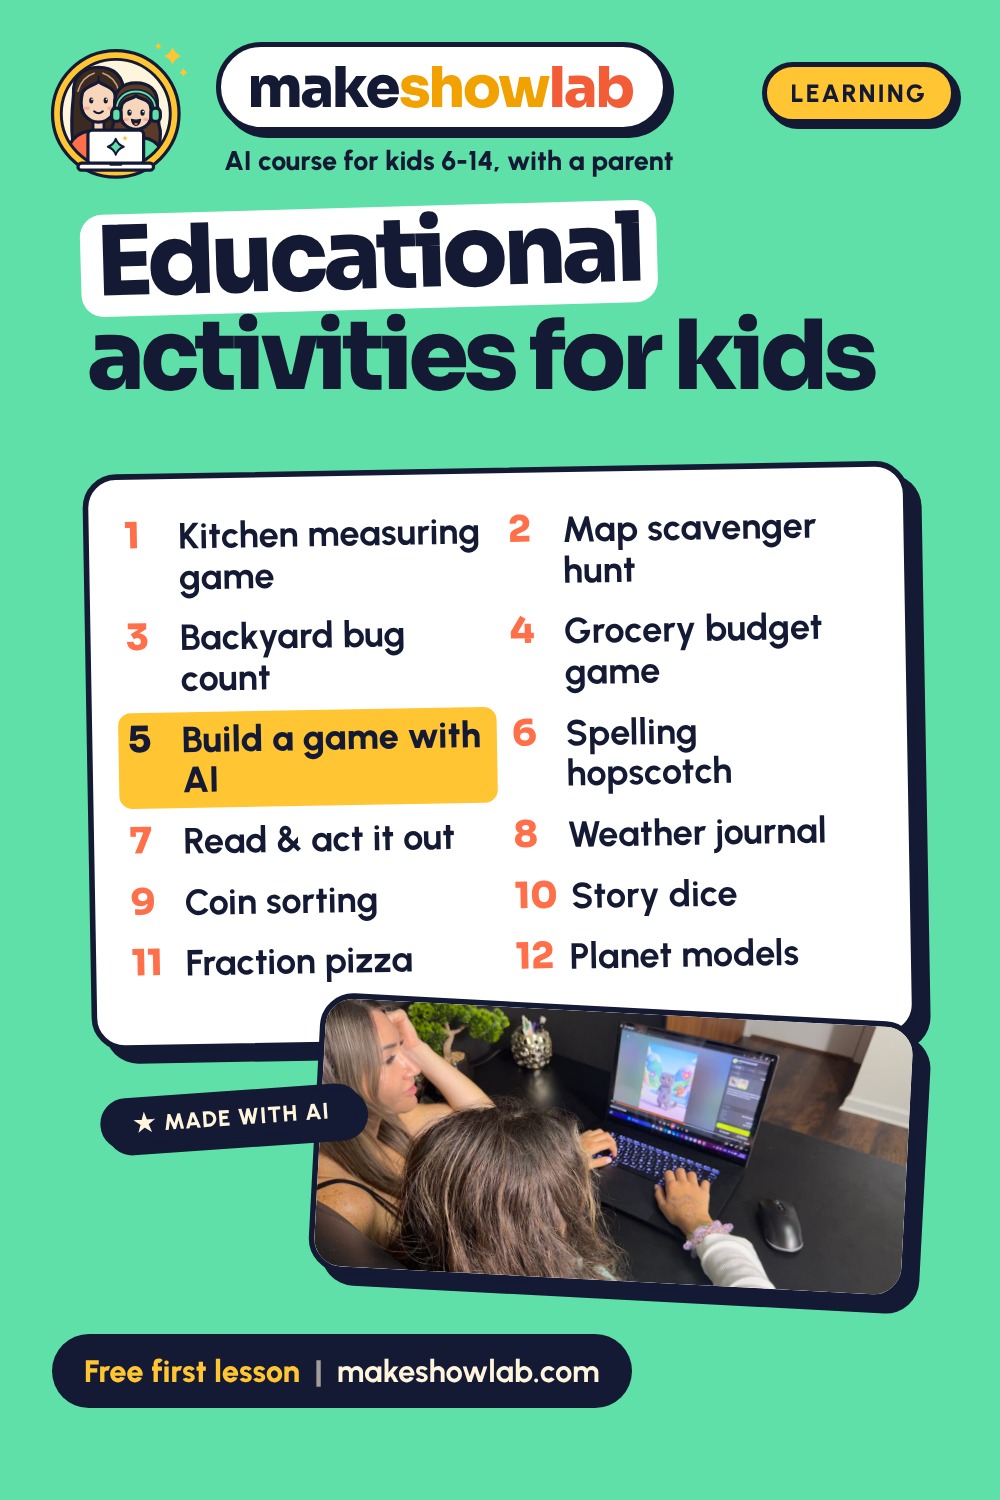 makeshowlab
LEARNING
AI course for kids 6-14, with a parent
Educational
activities for kids
1 Kitchen measuring
game
2 Map scavenger
hunt
3 Backyard bug
count
4 Grocery budget
game
5 Build a game with
AI
6 Spelling
hopscotch
7 Read & act it out
8 Weather journal
9 Coin sorting
10 Story dice
11 Fraction pizza
12 Planet models
★ MADE WITH AI
Free first lesson | makeshowlab.com